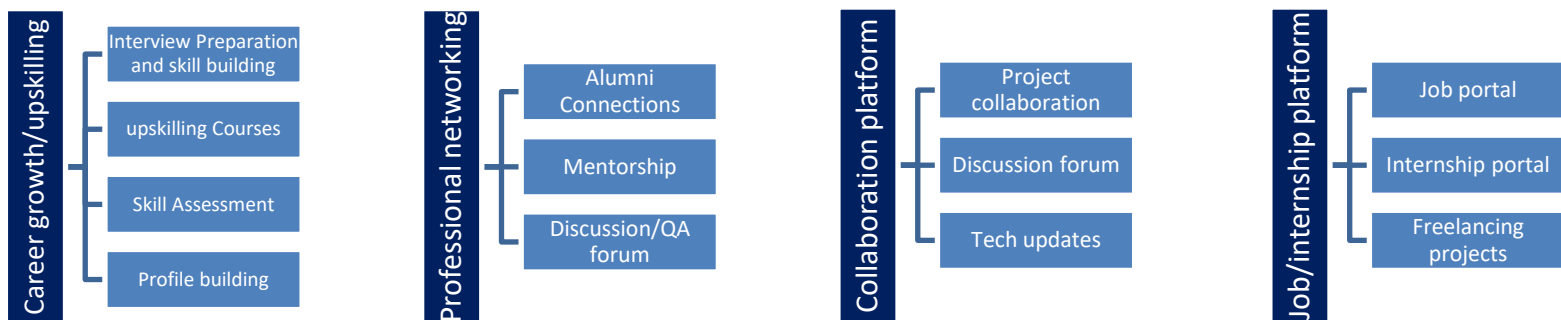 Career growth/upskilling
Interview Preparation
and skill building
upskilling Courses
Skill Assessment
Profile building
Professional networking
Alumni
Connections
Mentorship
Discussion/QA
forum
Collaboration platform
Project
collaboration
Discussion forum
Tech updates
Job/internship platform
Job portal
Internship portal
Freelancing
projects